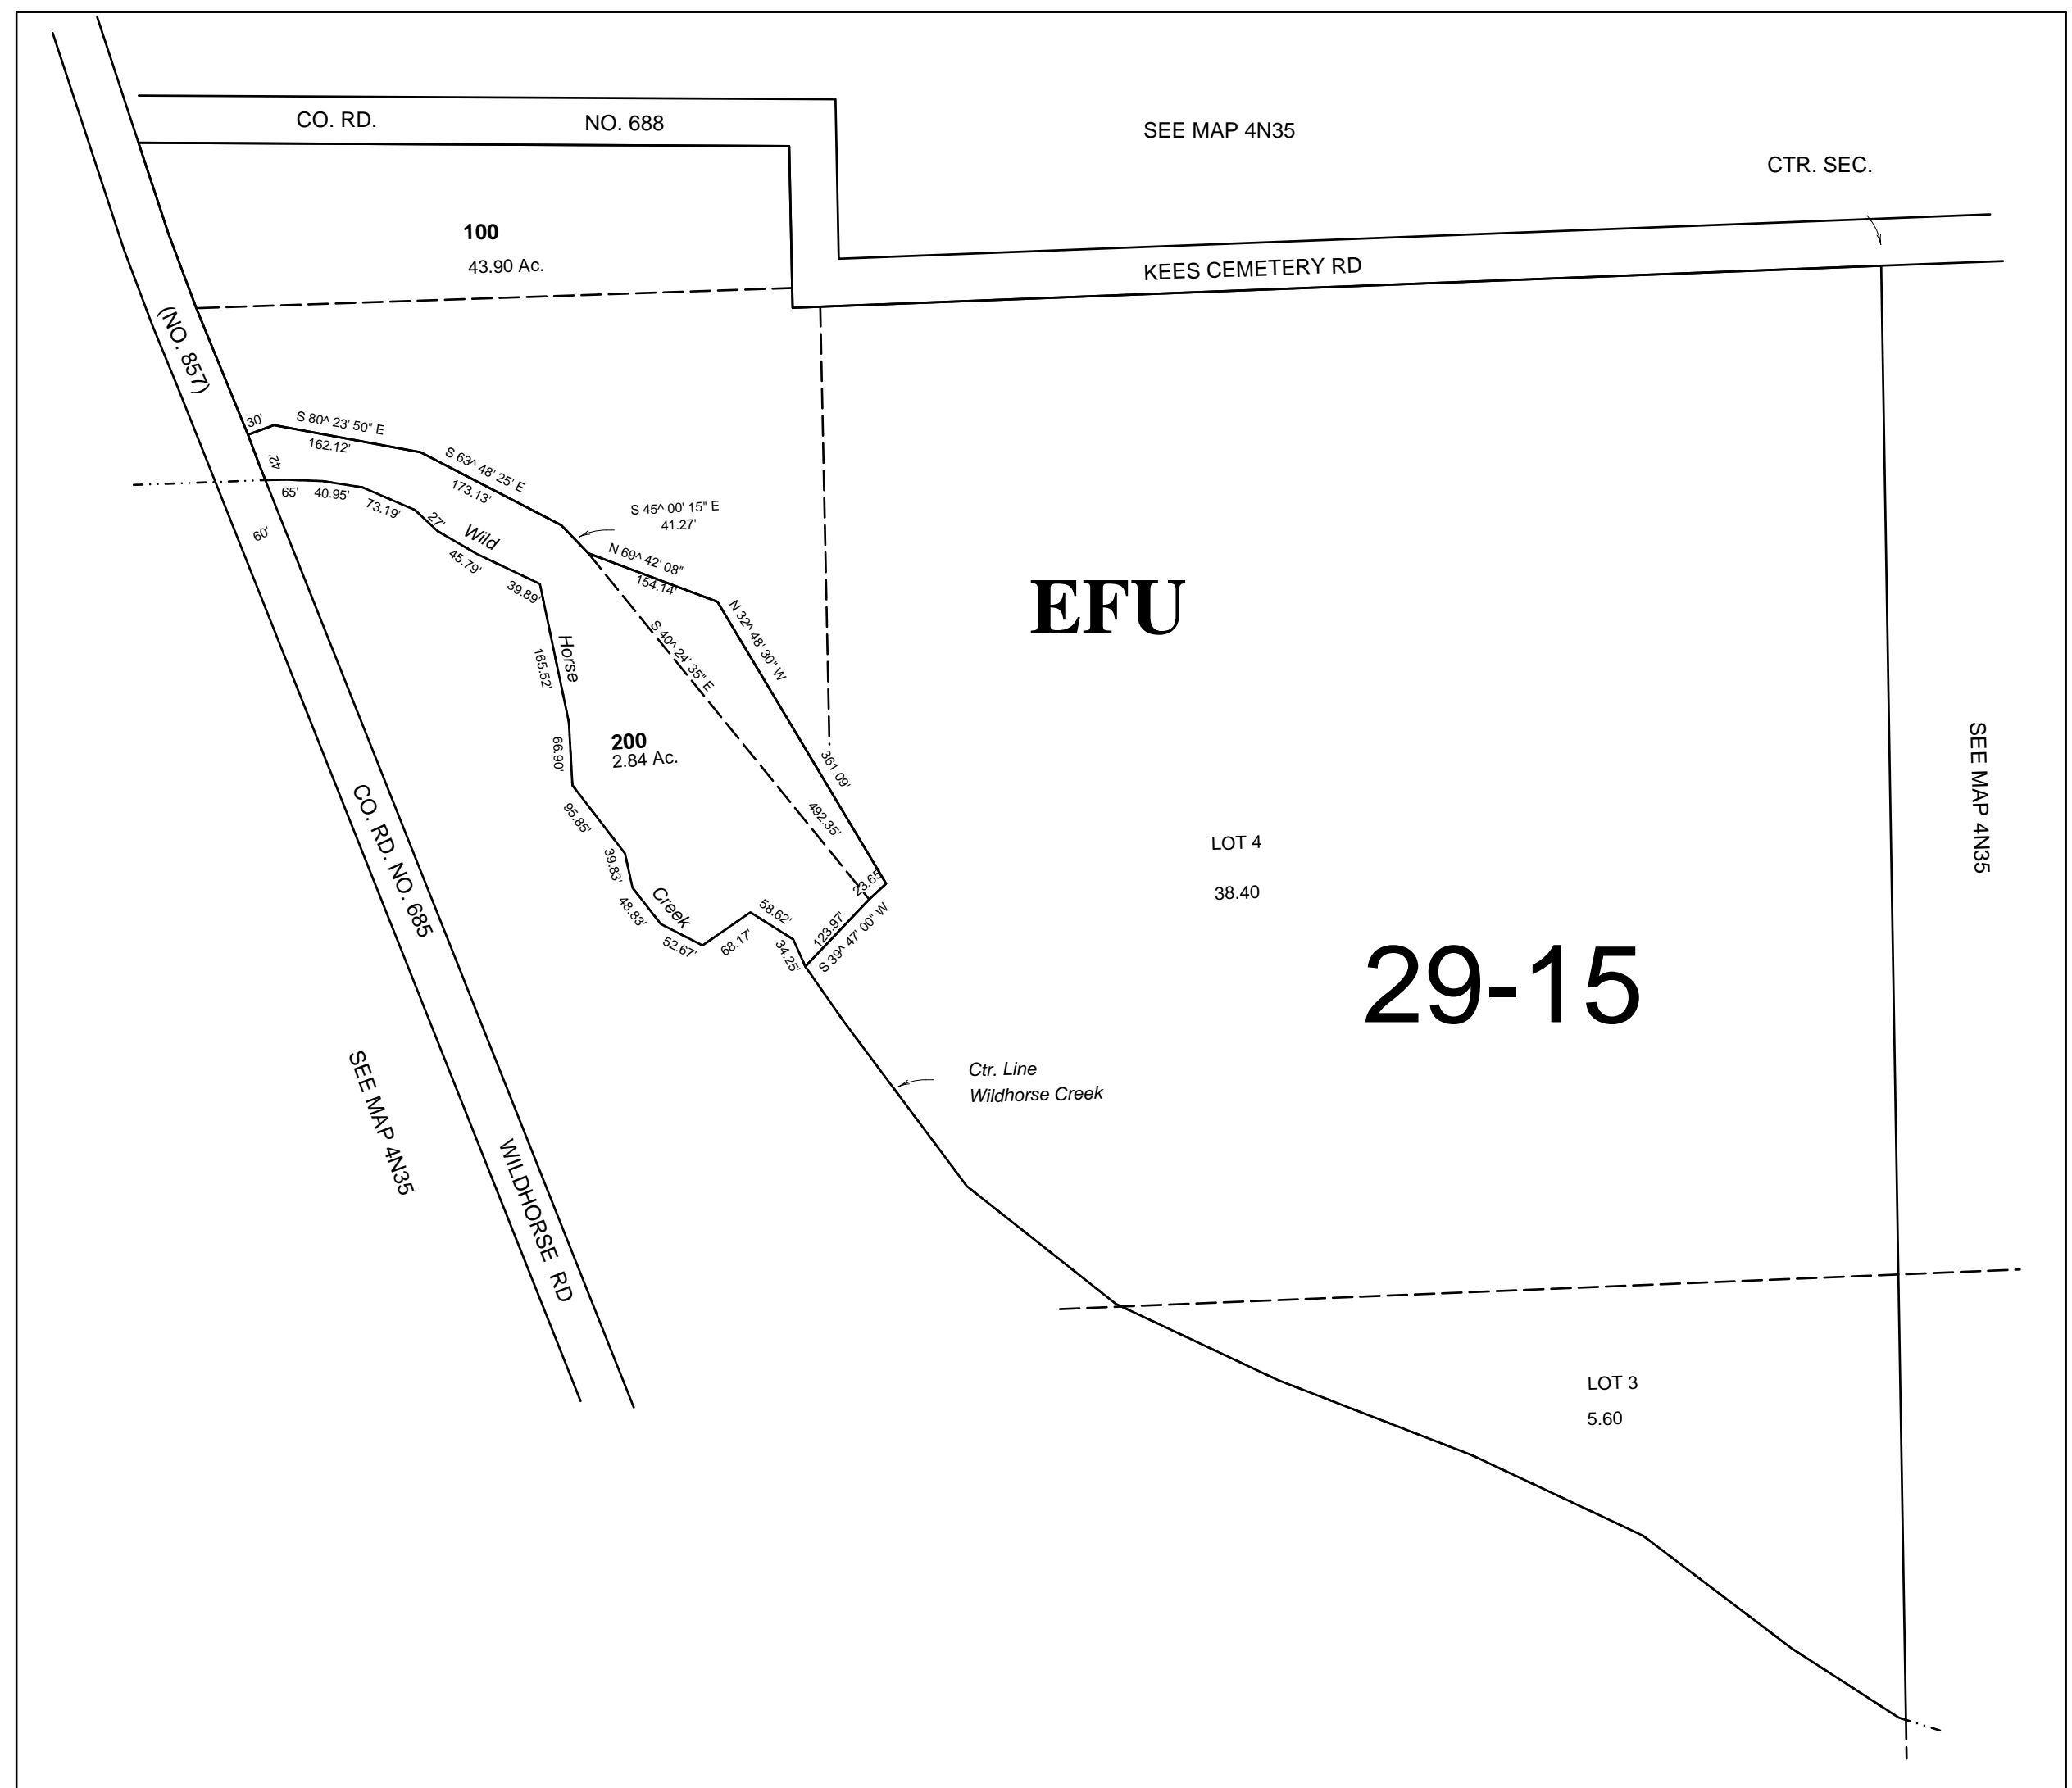 CO. RD. NO. 688
SEE MAP 4N35
CTR. SEC.
100
43.90 Ac.
KEES CEMETERY RD
(NO. 857)
30'
S 80^ 23' 50" E
162.12'
42'
S 63^ 48' 25' E
173.13'
65'
40.95'
73.19'
27'
60'
Wild
S 45^ 00' 15" E
41.27'
N 69^ 42' 08"
154.14'
45.79'
39.89'
EFU
N 32^ 48' 30" W
S 40^ 24' 35" E
Horse
165.52'
200
2.84 Ac.
66.90'
361.09'
492.35'
SEE MAP 4N35
95.85'
LOT 4
38.40
CO. RD. NO. 685
39.83'
Creek
23.65'
48.83'
58.62'
123.97'
S 39^ 47' 00" W
52.67'
68.17'
34.25'
29-15
Ctr. Line
Wildhorse Creek
SEE MAP 4N35
WILDHORSE RD
LOT 3
5.60